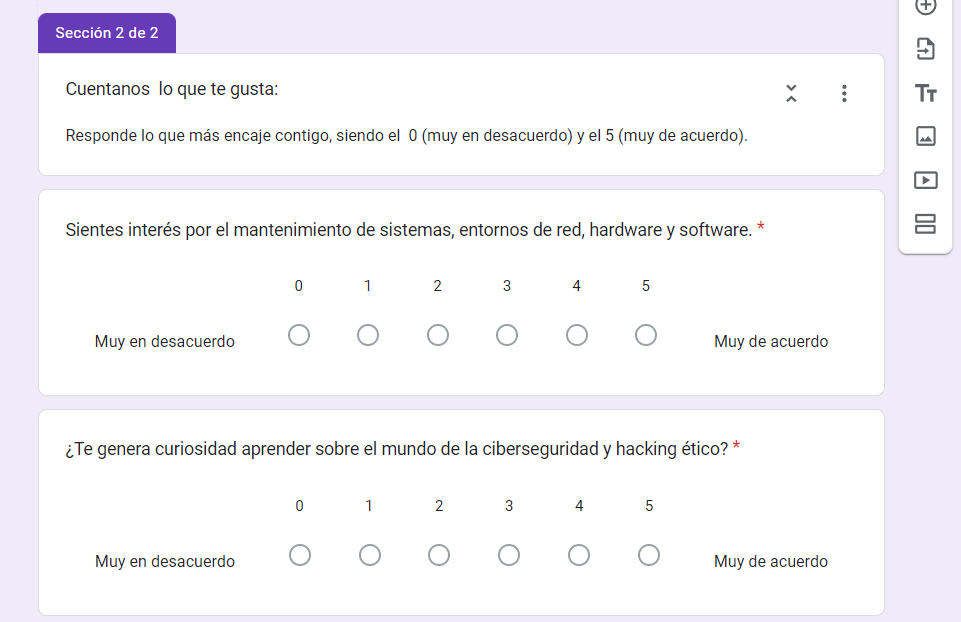 Sección 2 de 2
Cuentanos lo que te gusta:
Responde lo que más encaje contigo, siendo el 0 (muy en desacuerdo) y el 5 (muy de acuerdo).
Sientes interés por el mantenimiento de sistemas, entornos de red, hardware y software. *
0 1 2 3 4 5
Muy en desacuerdo Muy de acuerdo
¿Te genera curiosidad aprender sobre el mundo de la ciberseguridad y hacking ético? *
0 1 2 3 4 5
Muy en desacuerdo Muy de acuerdo